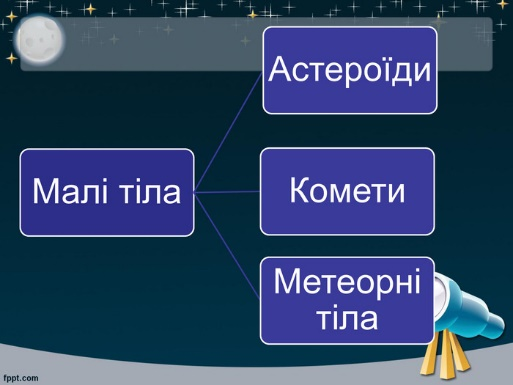 Астероїди
Малі тіла
Комети
Метеорні
тіла
fppt.com